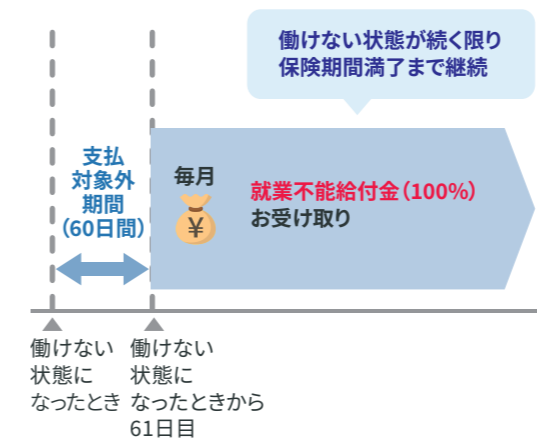 働けない状態が続く限り
保険期間満了まで継続
支払
対象外
期間
（60日間）
毎月
¥
就業不能給付金（100%）
お受け取り
働けない
状態に
なったとき
働けない
状態に
なったときから
61日目